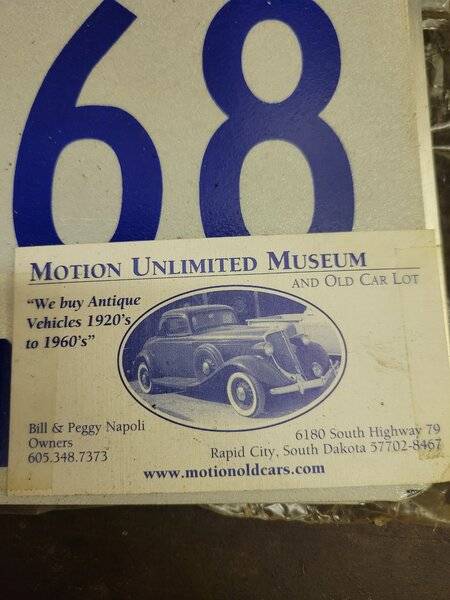 68
MOTION UNLIMITED MUSEUM
AND OLD CAR LOT
"We buy Antique
Vehicles 1920's
to 1960's"
Bill & Peggy Napoli
Owners
605.348.7373
6180 South Highway 79
Rapid City, South Dakota 57702-8467
www.motionoldcars.com